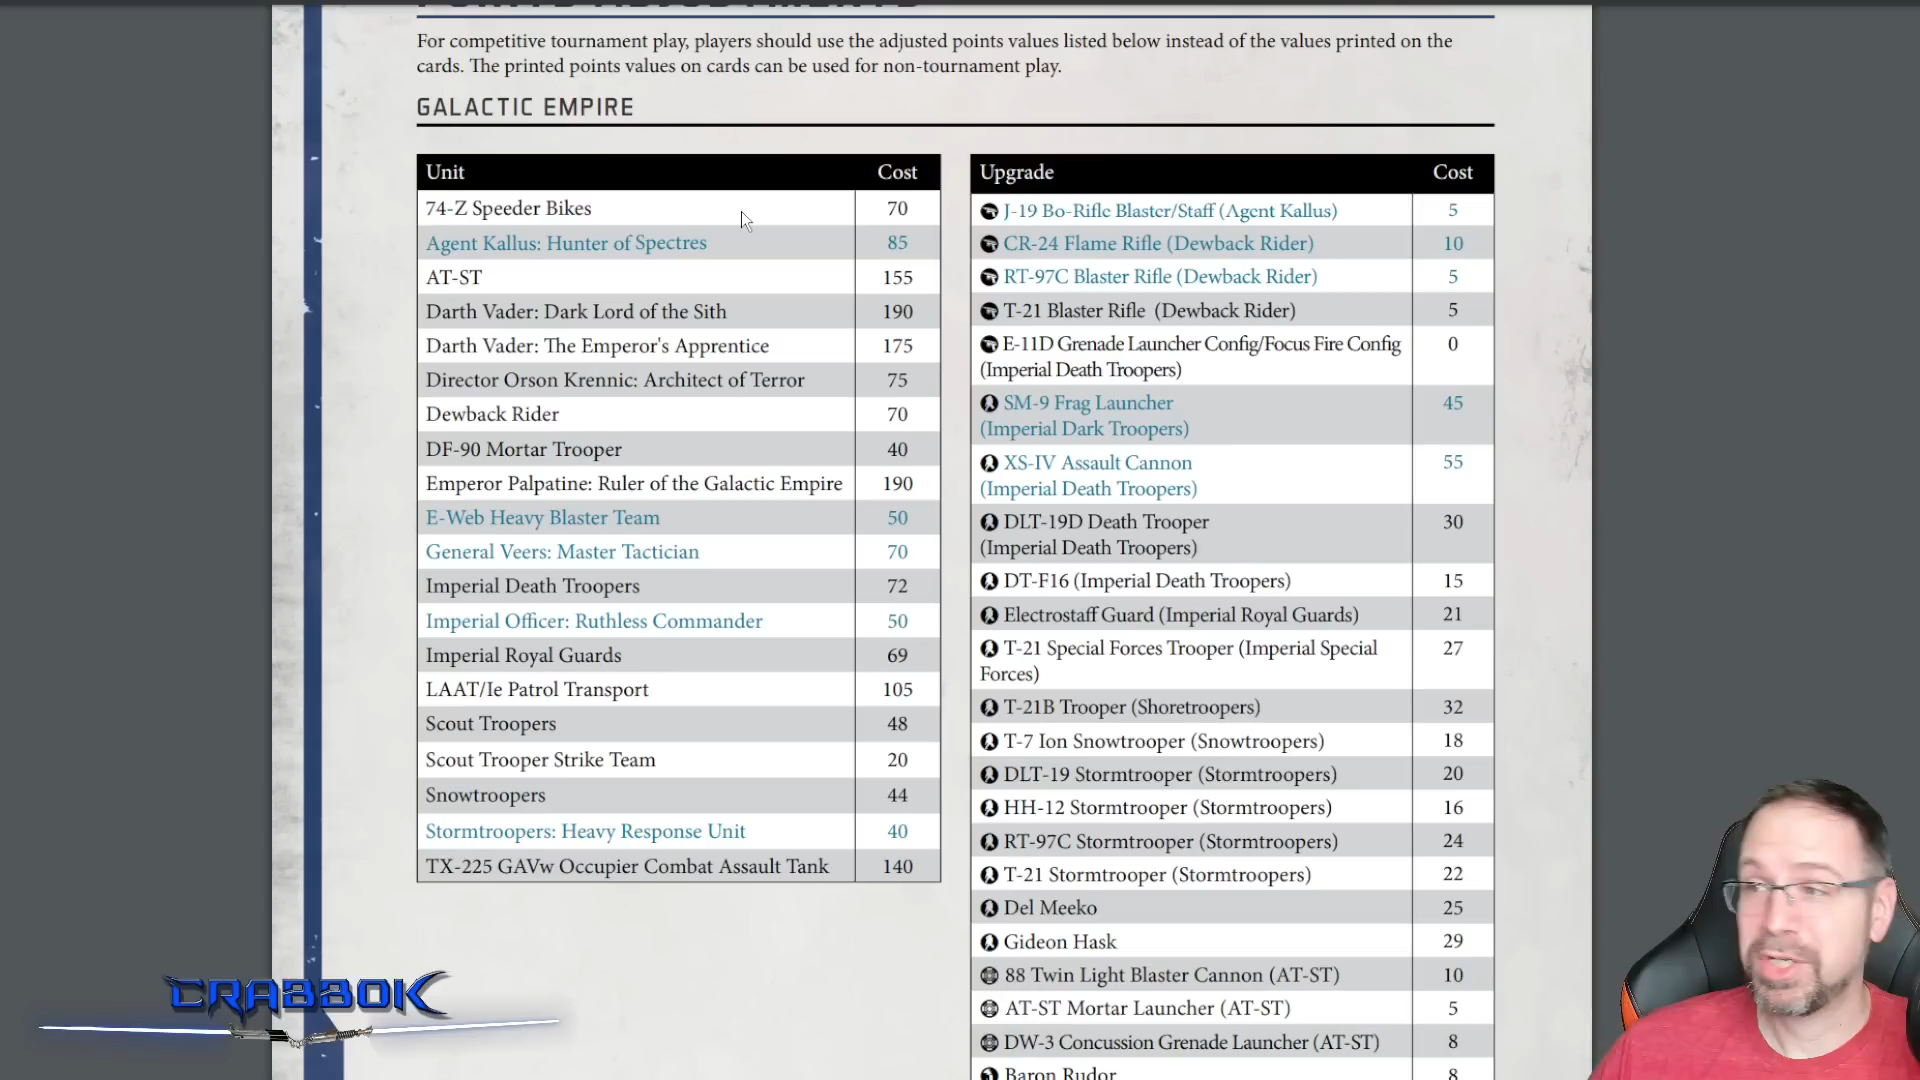 POINTS ADJUSTMENTS
For competitive tournament play, players should use the adjusted points values listed below instead of the values printed on the
cards. The printed points values on cards can be used for non-tournament play.
GALACTIC EMPIRE
Unit Cost
74-Z Speeder Bikes 70
Agent Kallus: Hunter of Spectres 85
AT-ST 155
Darth Vader: Dark Lord of the Sith 190
Darth Vader: The Emperor's Apprentice 175
Director Orson Krennic: Architect of Terror 75
Dewback Rider 70
DF-90 Mortar Trooper 40
Emperor Palpatine: Ruler of the Galactic Empire 190
E-Web Heavy Blaster Team 50
General Veers: Master Tactician 70
Imperial Death Troopers 72
Imperial Officer: Ruthless Commander 50
Imperial Royal Guards 69
LAAT/Ie Patrol Transport 105
Scout Troopers 48
Scout Trooper Strike Team 20
Snowtroopers 44
Stormtroopers: Heavy Response Unit 40
TX-225 GAVw Occupier Combat Assault Tank 140
Upgrade Cost
J-19 Bo-Rifle Blaster/Staff (Agent Kallus) 5
CR-24 Flame Rifle (Dewback Rider) 10
RT-97C Blaster Rifle (Dewback Rider) 5
T-21 Blaster Rifle (Dewback Rider) 5
E-11D Grenade Launcher Config/Focus Fire Config 0
(Imperial Death Troopers)
SM-9 Frag Launcher 45
(Imperial Dark Troopers)
XS-IV Assault Cannon 55
(Imperial Death Troopers)
DLT-19D Death Trooper 30
(Imperial Death Troopers)
DT-F16 (Imperial Death Troopers) 15
Electrostaff Guard (Imperial Royal Guards) 21
T-21 Special Forces Trooper (Imperial Special 27
Forces)
T-21B Trooper (Shoretroopers) 32
T-7 Ion Snowtrooper (Snowtroopers) 18
DLT-19 Stormtrooper (Stormtroopers) 20
HH-12 Stormtrooper (Stormtroopers) 16
RT-97C Stormtrooper (Stormtroopers) 24
T-21 Stormtrooper (Stormtroopers) 22
Del Meeko 25
Gideon Hask 29
88 Twin Light Blaster Cannon (AT-ST) 10
AT-ST Mortar Launcher (AT-ST) 5
DW-3 Concussion Grenade Launcher (AT-ST) 8
Baron Rudor 8
CRABBOK